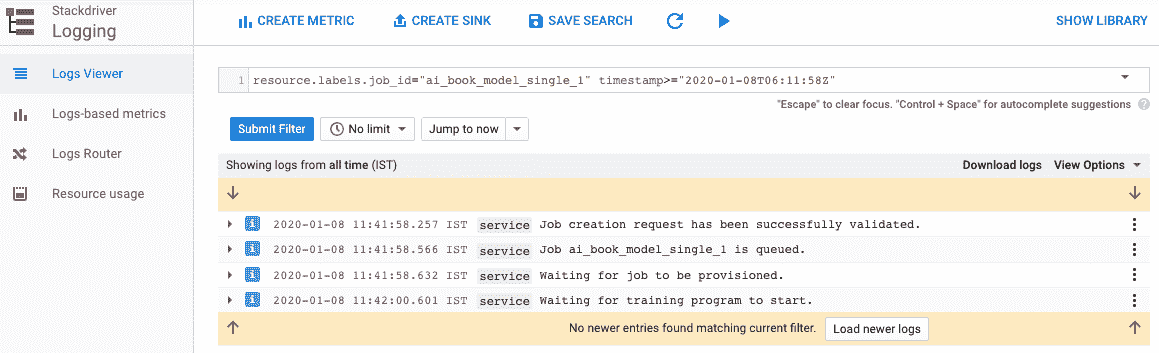 Stackdriver
Logging
CREATE METRIC CREATE SINK SAVE SEARCH SHOW LIBRARY
Logs Viewer
Logs-based metrics
Logs Router
Resource usage
1 resource.labels.job_id="ai_book_model_single_1" timestamp>="2020-01-08T06:11:58Z"
"Escape" to clear focus. "Control + Space" for autocomplete suggestions ?
Submit Filter No limit Jump to now
Showing logs from all time (IST) Download logs View Options
i 2020-01-08 11:41:58.257 IST service Job creation request has been successfully validated.
i 2020-01-08 11:41:58.566 IST service Job ai_book_model_single_1 is queued.
i 2020-01-08 11:41:58.632 IST service Waiting for job to be provisioned.
i 2020-01-08 11:42:00.601 IST service Waiting for training program to start.
No newer entries found matching current filter. Load newer logs